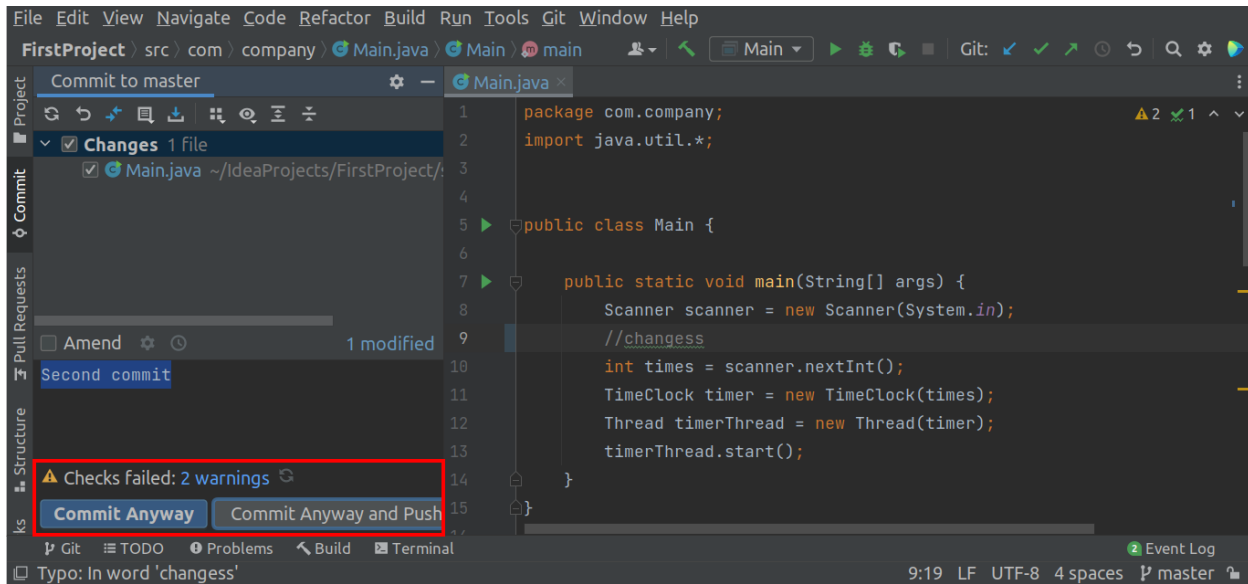 File Edit View Navigate Code Refactor Build Run Tools Git Window Help
FirstProject src com company Main.java Main main Main Git:
Project
Commit
Pull Requests
Structure
ks
Commit to master
Changes 1 file
Main.java ~/IdeaProjects/FirstProject/s
Amend 1 modified
Second commit
Checks failed: 2 warnings
Commit Anyway Commit Anyway and Push
Main.java
2 1
1 package com.company;
2 import java.util.*;
3
4
5 public class Main {
6
7 public static void main(String[] args) {
8 Scanner scanner = new Scanner(System.in);
9 //changess
10 int times = scanner.nextInt();
11 TimeClock timer = new TimeClock(times);
12 Thread timerThread = new Thread(timer);
13 timerThread.start();
14 }
15 }
Git TODO Problems Build Terminal 2 Event Log
Typo: In word 'changess' 9:19 LF UTF-8 4 spaces master